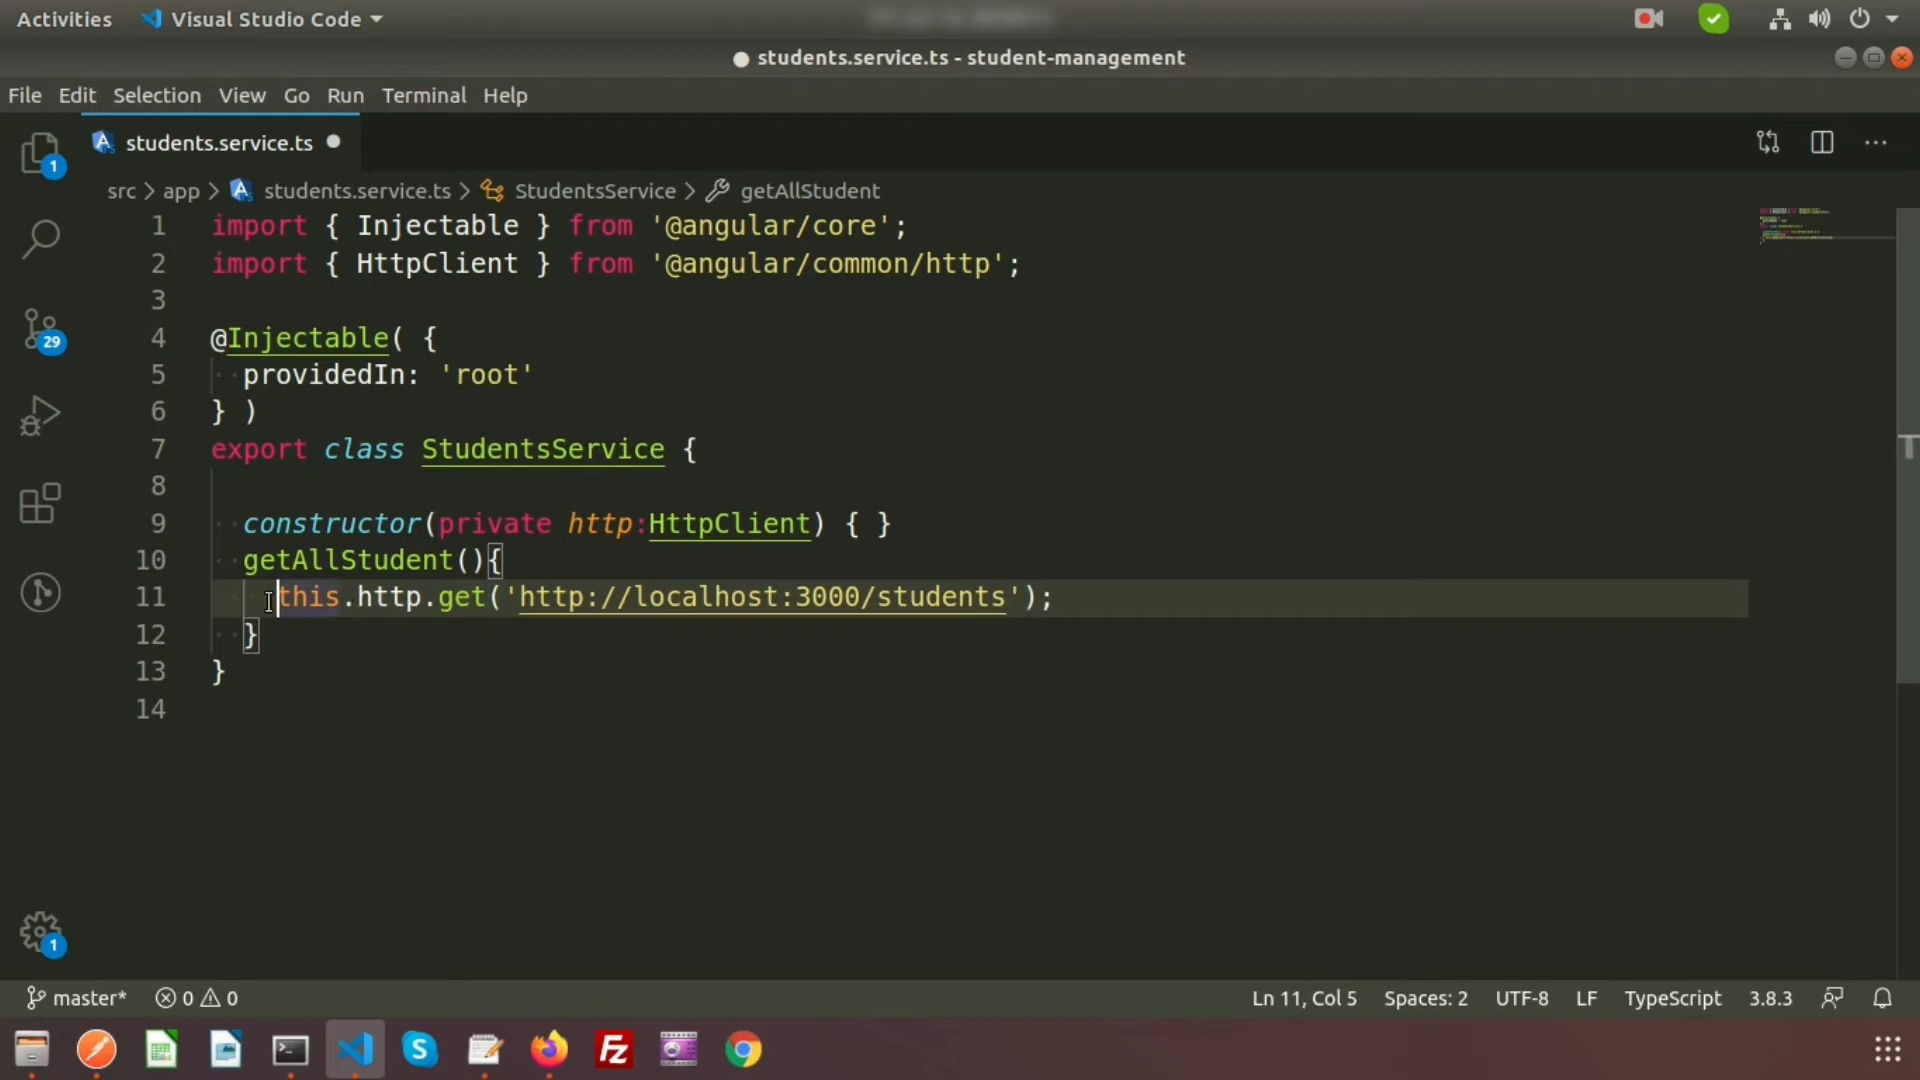 Activities Visual Studio Code
students.service.ts - student-management
File Edit Selection View Go Run Terminal Help
students.service.ts
1
src > app > students.service.ts > StudentsService > getAllStudent
1 import { Injectable } from '@angular/core';
2 import { HttpClient } from '@angular/common/http';
3
4 @Injectable( {
5 providedIn: 'root'
6 } )
7 export class StudentsService {
8
9 constructor(private http:HttpClient) { }
10 getAllStudent(){
11 this.http.get('http://localhost:3000/students');
12 }
13 }
14
29
1
master* 0 0 Ln 11, Col 5 Spaces: 2 UTF-8 LF TypeScript 3.8.3
S
Fz